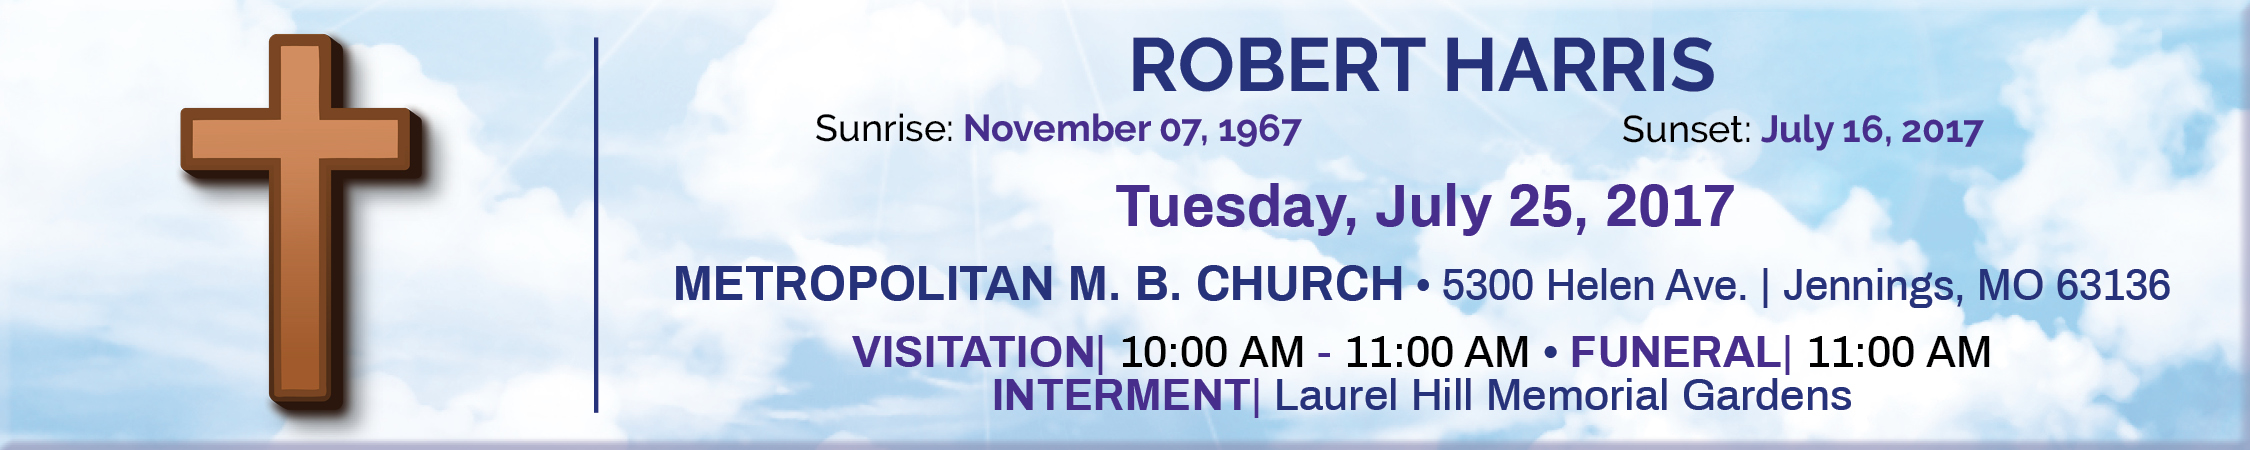 ROBERT HARRIS
Sunrise: November 07, 1967 Sunset: July 16, 2017
Tuesday, July 25, 2017
METROPOLITAN M. B. CHURCH • 5300 Helen Ave. | Jennings, MO 63136
VISITATION| 10:00 AM - 11:00 AM • FUNERAL| 11:00 AM
INTERMENT| Laurel Hill Memorial Gardens